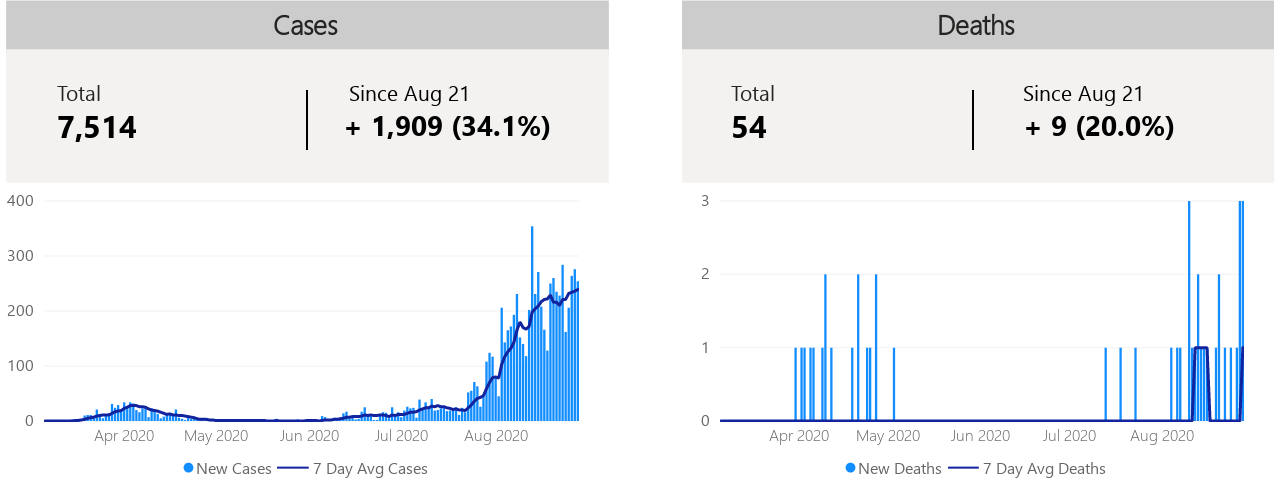 Cases
Total
7,514
Since Aug 21
+ 1,909 (34.1%)
400
300
200
100
0
Apr 2020 May 2020 Jun 2020 Jul 2020 Aug 2020
New Cases 7 Day Avg Cases
Deaths
Total
54
Since Aug 21
+ 9 (20.0%)
3
2
1
0
Apr 2020 May 2020 Jun 2020 Jul 2020 Aug 2020
New Deaths 7 Day Avg Deaths